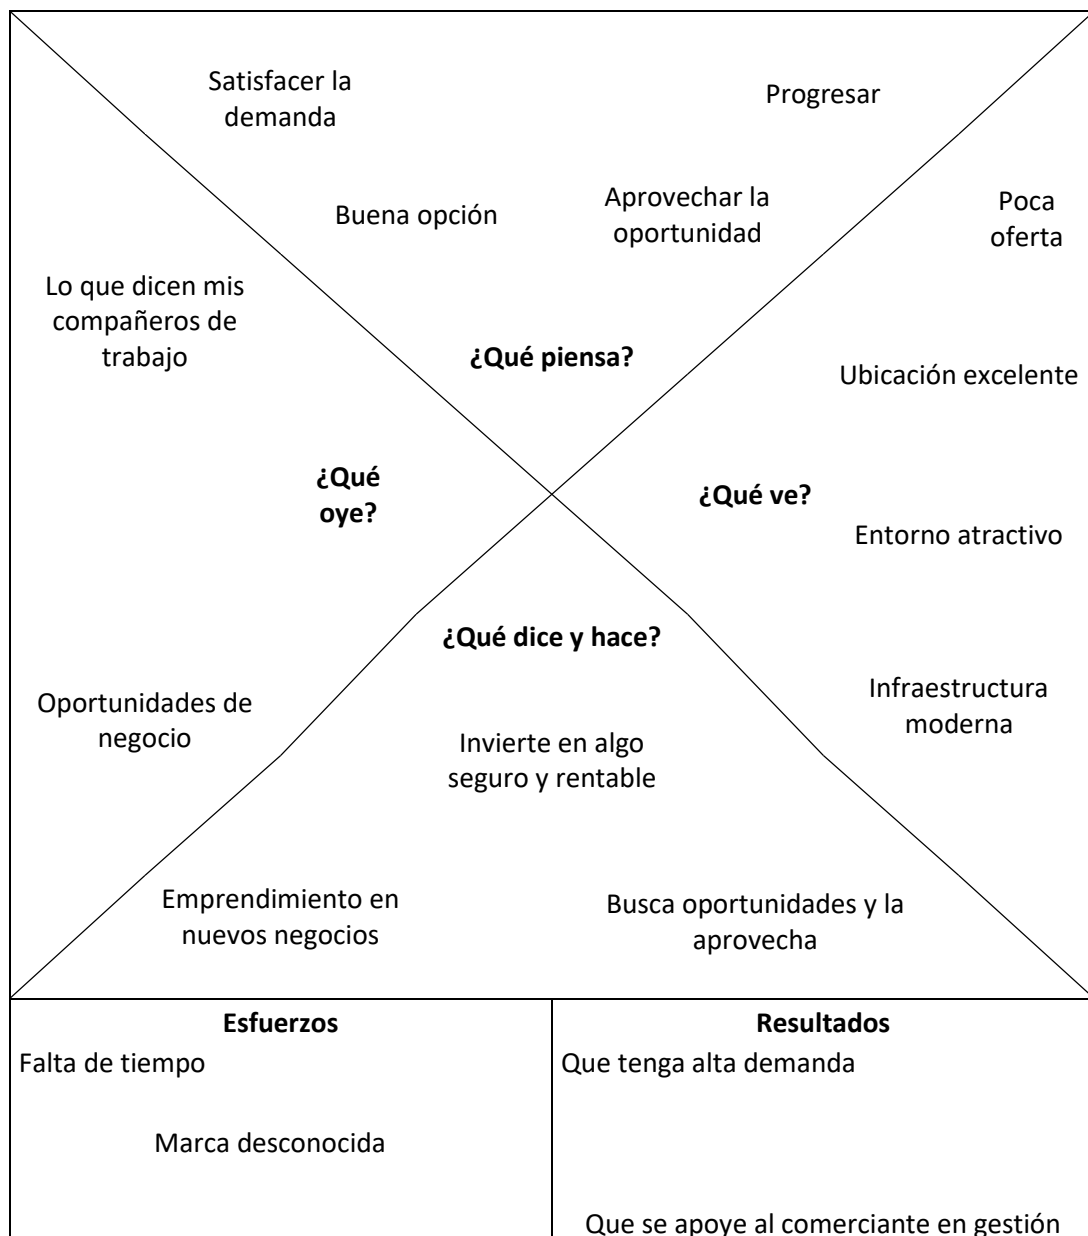 Satisfacer la
demanda
Progresar
Buena opción
Aprovechar la
oportunidad
Poca
oferta
Lo que dicen mis
compañeros de
trabajo
¿Qué piensa?
Ubicación excelente
¿Qué
oye?
¿Qué ve?
Entorno atractivo
¿Qué dice y hace?
Oportunidades de
negocio
Infraestructura
moderna
Invierte en algo
seguro y rentable
Emprendimiento en
nuevos negocios
Busca oportunidades y la
aprovecha
Esfuerzos
Falta de tiempo
Marca desconocida
Resultados
Que tenga alta demanda
Que se apoye al comerciante en gestión